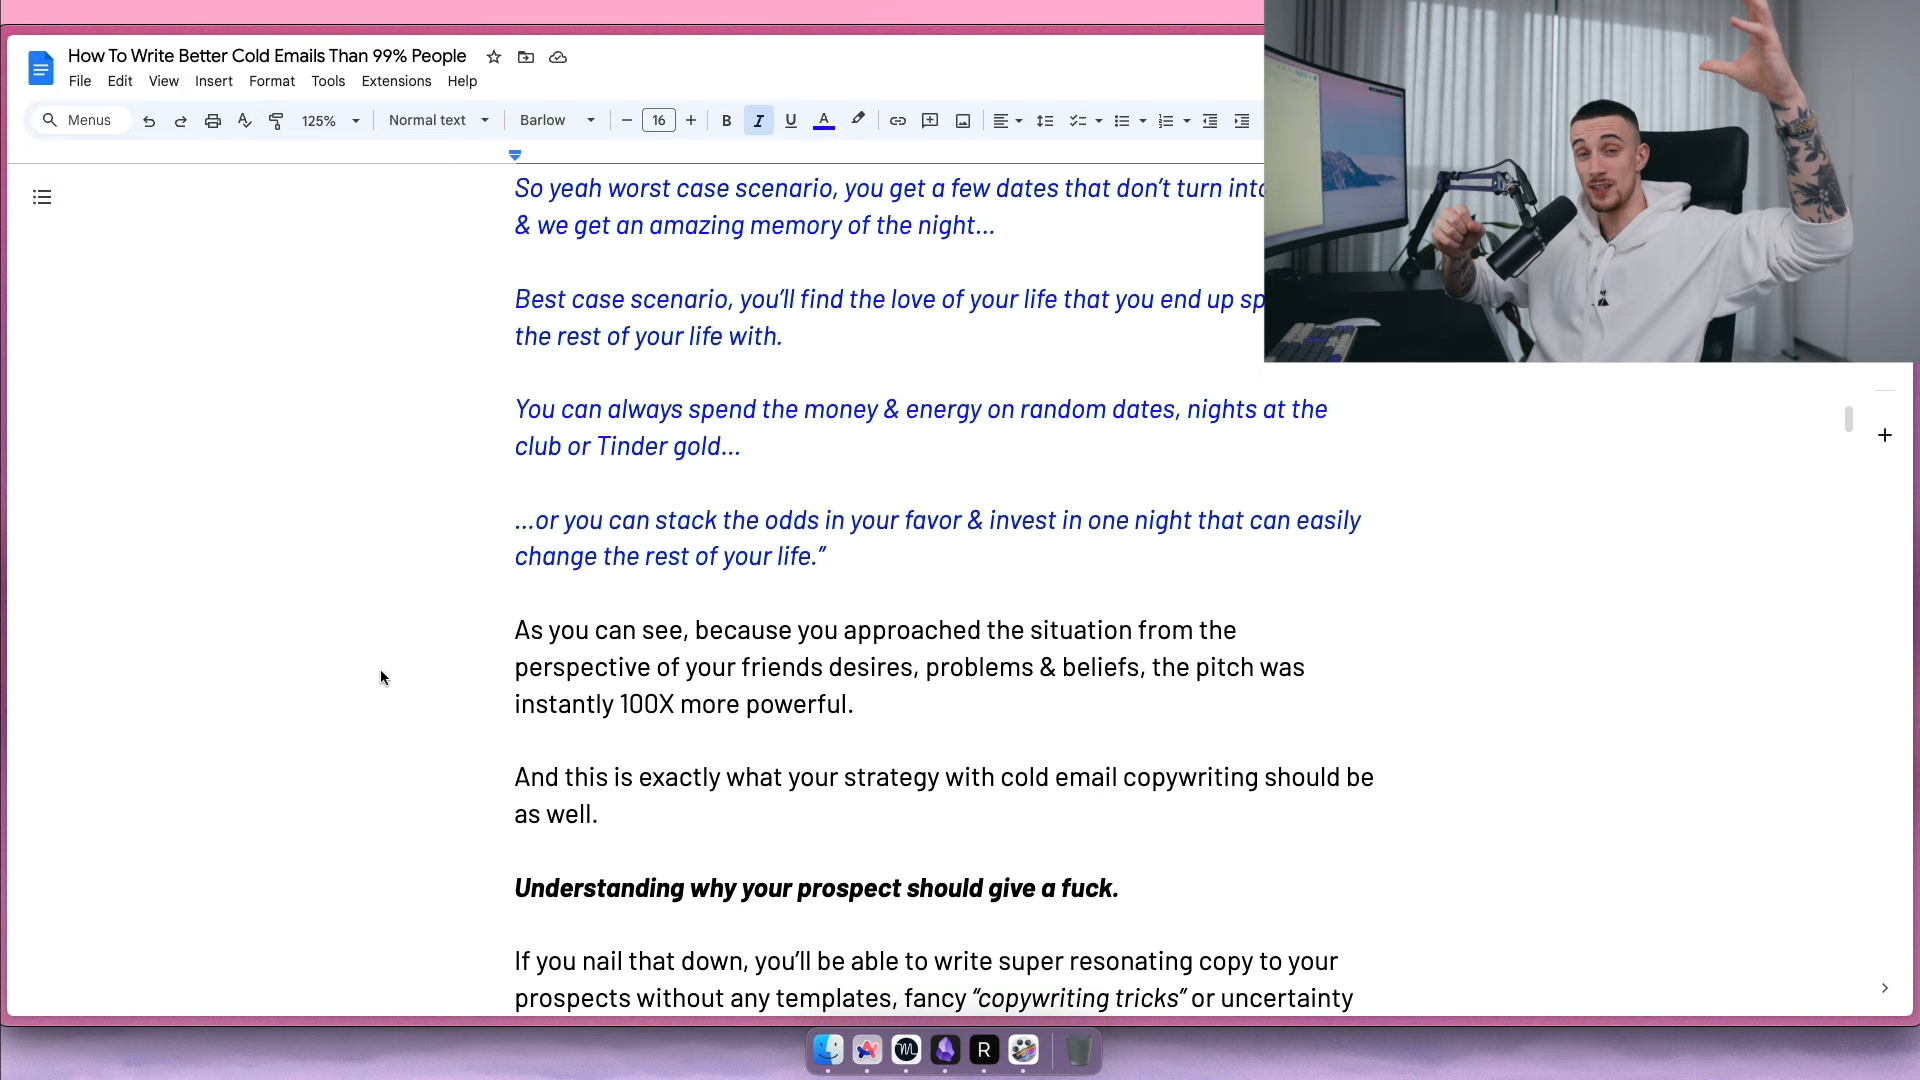 How To Write Better Cold Emails Than 99% People
File Edit View Insert Format Tools Extensions Help
Menus 125% Normal text Barlow 16 B I U A
So yeah worst case scenario, you get a few dates that don’t turn into
& we get an amazing memory of the night…
Best case scenario, you’ll find the love of your life that you end up sp
the rest of your life with.
You can always spend the money & energy on random dates, nights at the
club or Tinder gold…
…or you can stack the odds in your favor & invest in one night that can easily
change the rest of your life.”
As you can see, because you approached the situation from the
perspective of your friends desires, problems & beliefs, the pitch was
instantly 100X more powerful.
And this is exactly what your strategy with cold email copywriting should be
as well.
Understanding why your prospect should give a fuck.
If you nail that down, you’ll be able to write super resonating copy to your
prospects without any templates, fancy “copywriting tricks” or uncertainty
R